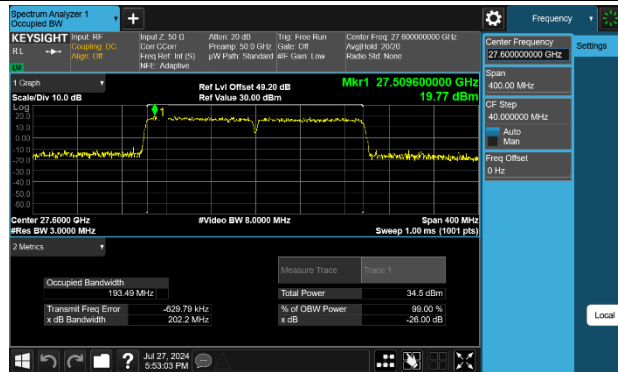 Spectrum Analyzer 1
Occupied BW
Frequency
KEYSIGHT
R L
Input: RF
Coupling: DC
Align: Off
Input Z: 50 Ω
Corr CCorr
Freq Ref: Int (S)
NFE: Adaptive
Atten: 20 dB
Preamp: 50.0 GHz
µW Path: Standard
Trig: Free Run
Gate: Off
#IF Gain: Low
Center Freq: 27.600000000 GHz
Avg|Hold: 20/20
Radio Std: None
LV
Center Frequency
27.600000000 GHz
Settings
Span
400.00 MHz
CF Step
40.000000 MHz
Auto
Man
Freq Offset
0 Hz
Local
1 Graph
Scale/Div 10.0 dB
Ref Lvl Offset 49.20 dB
Ref Value 30.00 dBm
Mkr1 27.509600000 GHz
19.77 dBm
Log
1
20.0
10.0
0.00
-10.0
-20.0
-30.0
-40.0
-50.0
-60.0
Center 27.6000 GHz
#Res BW 3.0000 MHz
#Video BW 8.0000 MHz
Span 400 MHz
Sweep 1.00 ms (1001 pts)
2 Metrics
Measure Trace
Trace 1
Occupied Bandwidth
193.49 MHz
Total Power
34.5 dBm
Transmit Freq Error
-629.79 kHz
% of OBW Power
99.00 %
x dB Bandwidth
202.2 MHz
x dB
-26.00 dB
Jul 27, 2024
5:53:03 PM